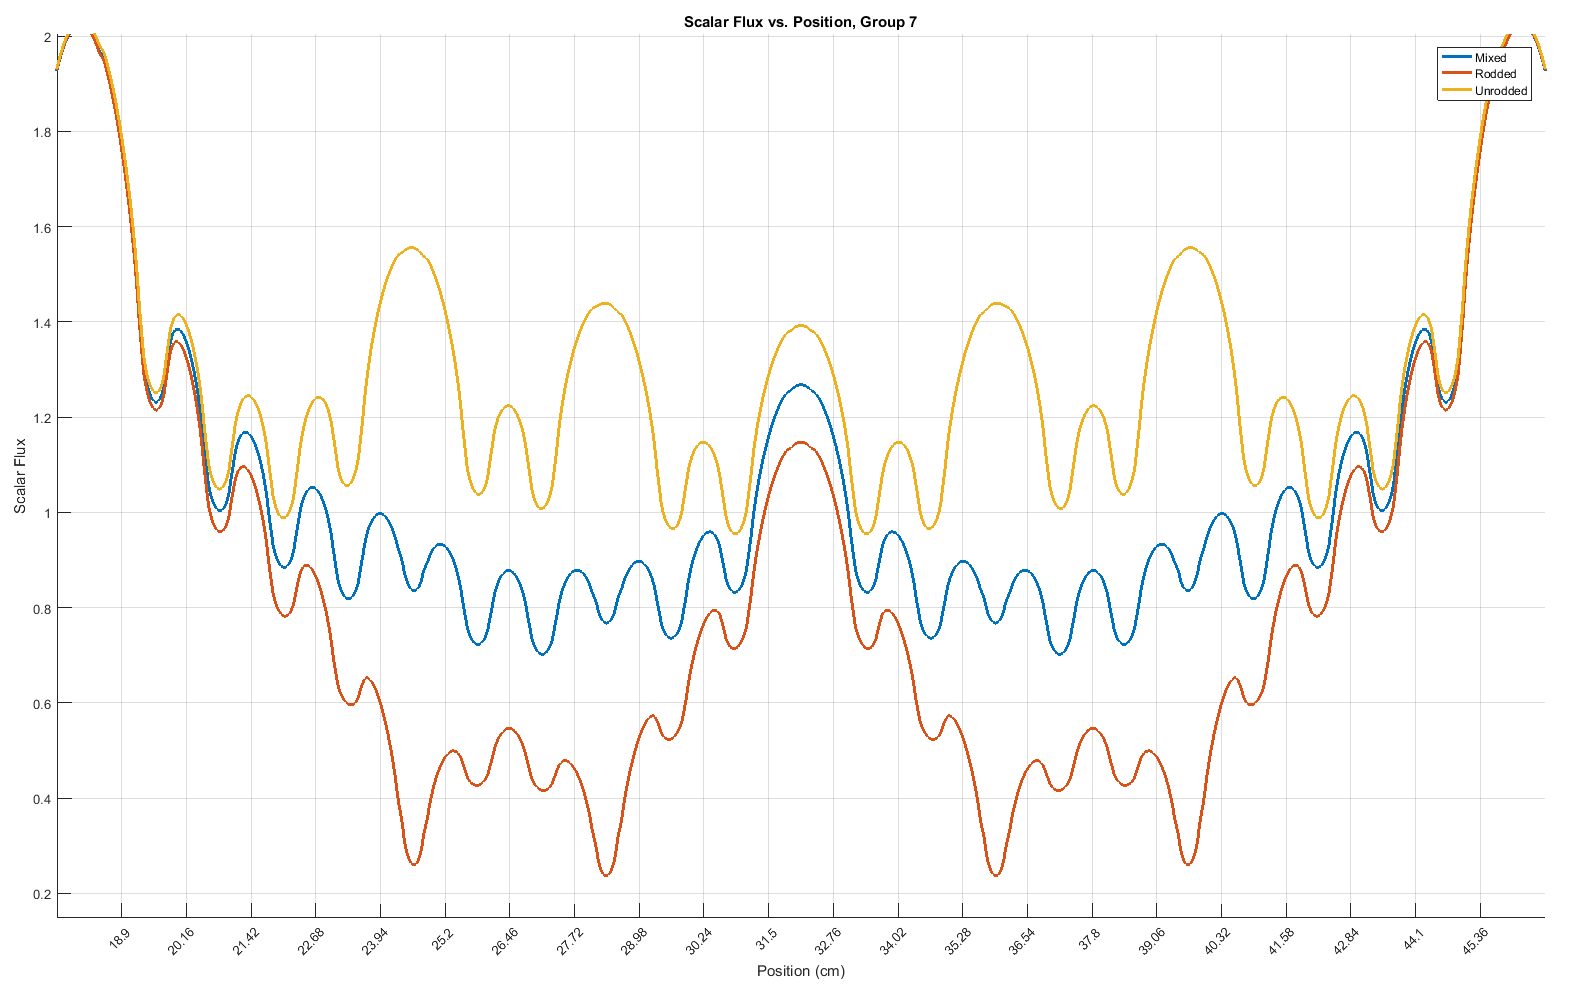 Scalar Flux vs. Position, Group 7
Mixed
Rodded
Unrodded
Scalar Flux
2
1.8
1.6
1.4
1.2
1
0.8
0.6
0.4
0.2
18.9 20.16 21.42 22.68 23.94 25.2 26.46 27.72 28.98 30.24 31.5 32.76 34.02 35.28 36.54 37.8 39.06 40.32 41.58 42.84 44.1 45.36
Position (cm)